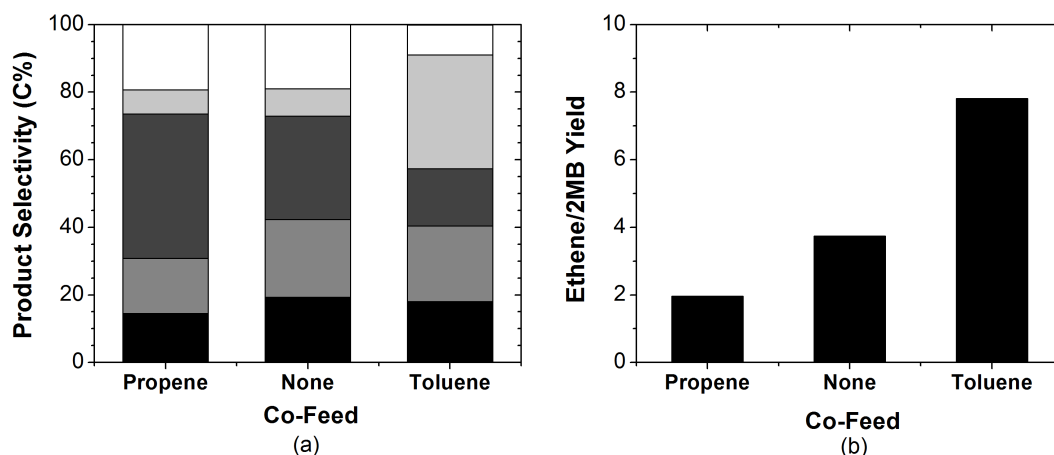 100
80
60
40
20
0
Product Selectivity (C%)
Propene
None
Toluene
Co-Feed
(a)
10
8
6
4
2
0
Ethene/2MB Yield
Propene
None
Toluene
Co-Feed
(b)